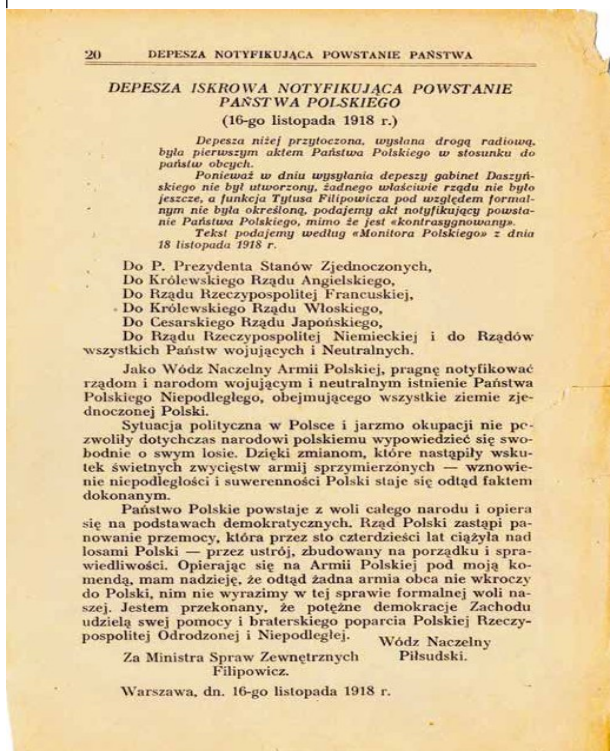 20 DEPESZA NOTYFIKUJĄCA POWSTANIE PAŃSTWA
DEPESZA ISKROWA NOTYFIKUJĄCA POWSTANIE
PAŃSTWA POLSKIEGO
(16-go listopada 1918 r.)
Depesza niżej przytoczona, wysłana drogą radiową,
była pierwszym aktem Państwa Polskiego w stosunku do
państw obcych.
Ponieważ w dniu wysyłania depeszy gabinet Daszyń-
skiego nie był utworzony, żadnego właściwie rządu nie było
jeszcze, a funkcja Tytusa Filipowicza pod względem formal-
nym nie była określoną, podajemy akt notyfikujący powsta-
nie Państwa Polskiego, mimo że jest «kontrasygnowany».
Tekst podajemy według «Monitora Polskiego» z dnia
18 listopada 1918 r.
Do P. Prezydenta Stanów Zjednoczonych,
Do Królewskiego Rządu Angielskiego,
Do Rządu Rzeczypospolitej Francuskiej,
Do Królewskiego Rządu Włoskiego,
Do Cesarskiego Rządu Japońskiego,
Do Rządu Rzeczypospolitej Niemieckiej i do Rządów
wszystkich Państw wojujących i Neutralnych.
Jako Wódz Naczelny Armii Polskiej, pragnę notyfikować
rządom i narodom wojującym i neutralnym istnienie Państwa
Polskiego Niepodległego, obejmującego wszystkie ziemie zje-
dnoczonej Polski.
Sytuacja polityczna w Polsce i jarzmo okupacji nie po-
zwoliły dotychczas narodowi polskiemu wypowiedzieć się swo-
bodnie o swym losie. Dzięki zmianom, które nastąpiły wsku-
tek świetnych zwycięstw armij sprzymierzonych — wznowie-
nie niepodległości i suwerenności Polski staje się odtąd faktem
dokonanym.
Państwo Polskie powstaje z woli całego narodu i opiera
się na podstawach demokratycznych. Rząd Polski zastąpi pa-
nowanie przemocy, która przez sto czterdzieści lat ciążyła nad
losami Polski — przez ustrój, zbudowany na porządku i spra-
wiedliwości. Opierając się na Armii Polskiej pod moją ko-
mendą, mam nadzieję, że odtąd żadna armia obca nie wkroczy
do Polski, nim nie wyrazimy w tej sprawie formalnej woli na-
szej. Jestem przekonany, że potężne demokracje Zachodu
udzielą swej pomocy i braterskiego poparcia Polskiej Rzeczy-
pospolitej Odrodzonej i Niepodległej.
Wódz Naczelny
Piłsudski.
Za Ministra Spraw Zewnętrznych
Filipowicz.
Warszawa, dn. 16-go listopada 1918 r.